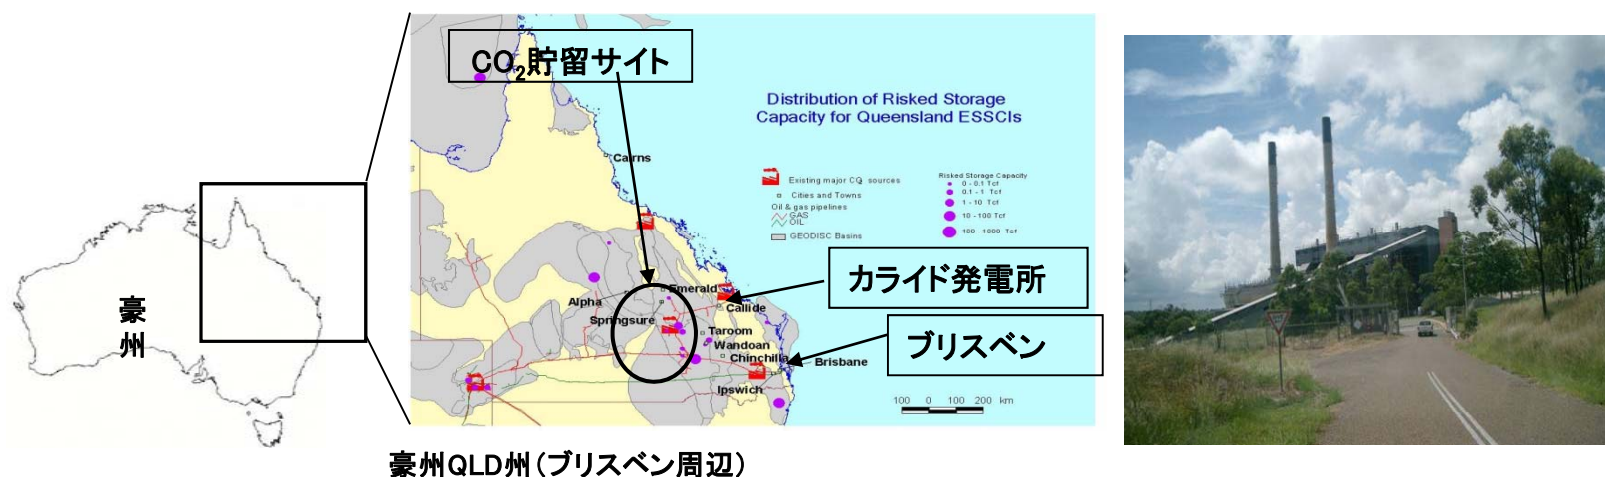 CO₂貯留サイト
Distribution of Risked Storage
Capacity for Queensland ESSCIs
Cairns
Existing major CO₂ sources
Cities and Towns
Oil & gas pipelines
GAS
OIL
GEODISC Basins
Risked Storage Capacity
0 - 0.1 Tcf
0.1 - 1 Tcf
1 - 10 Tcf
10 - 100 Tcf
100 - 1000 Tcf
カライド発電所
Emerald
Alpha
Callide
Springsure
Taroom
Wandoan
Chinchilla
Brisbane
Ipswich
ブリスベン
100 0 100 200 km
豪
州
豪州QLD州（ブリスベン周辺）